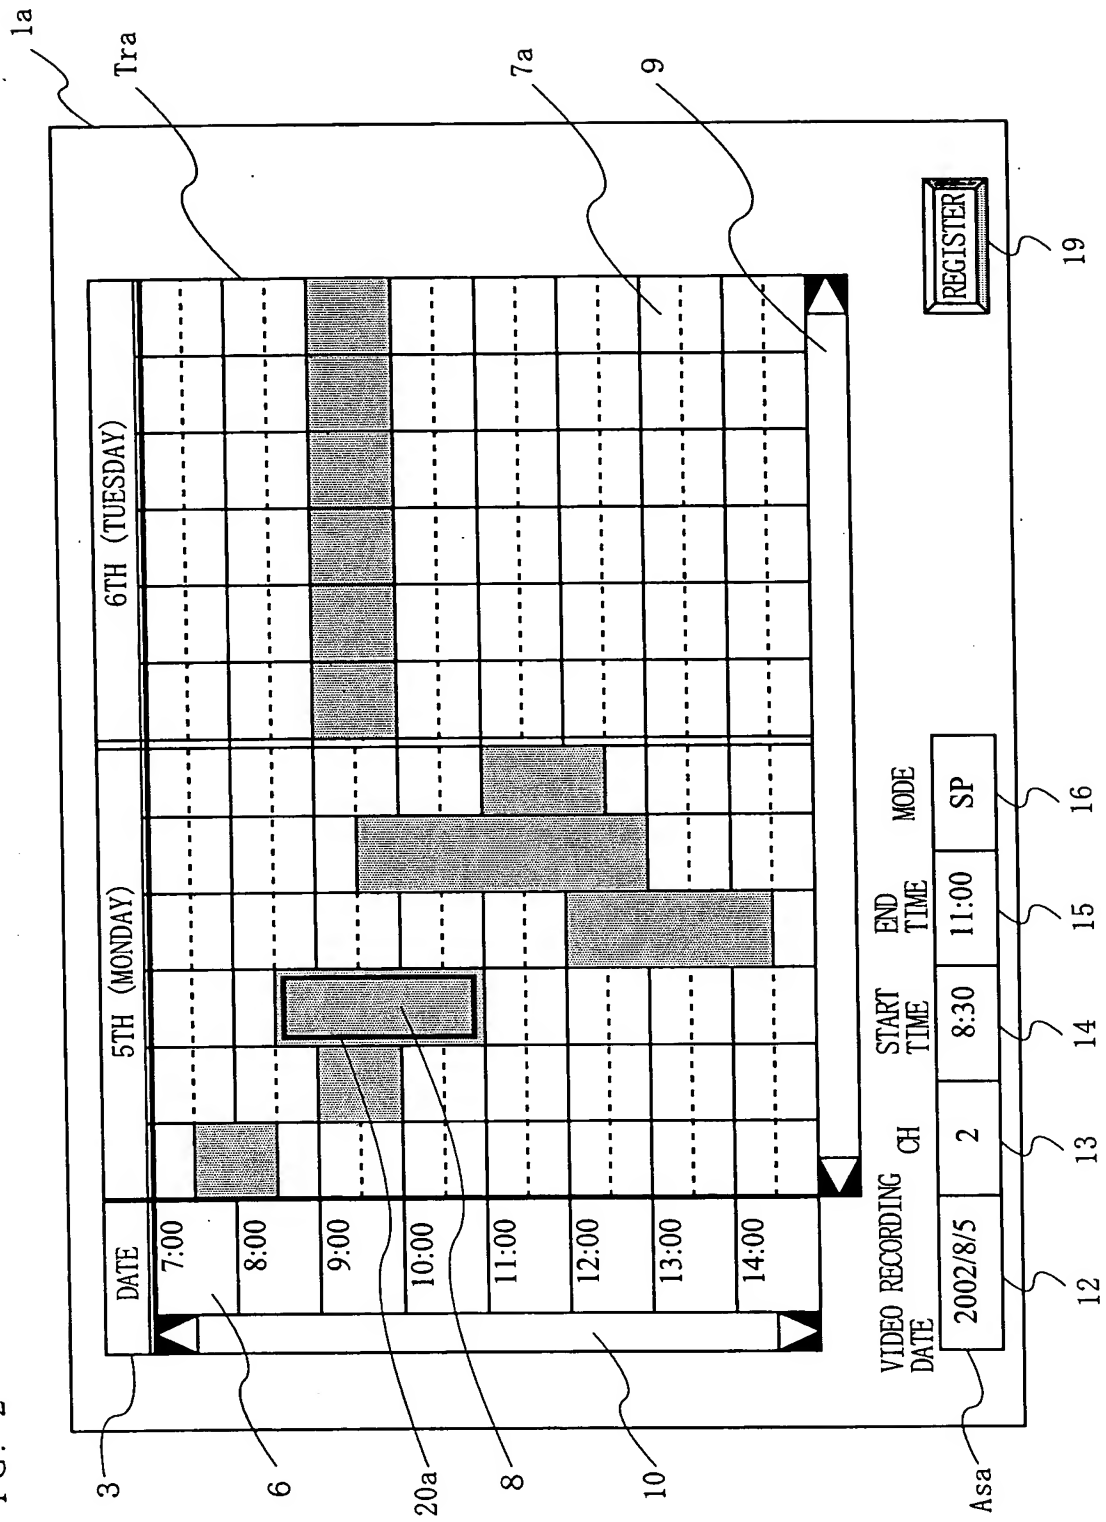 FG. 2
1a
Tra
7a
9
3
DATE
5TH (MONDAY)
6TH (TUESDAY)
7:00
8:00
9:00
10:00
11:00
12:00
13:00
14:00
6
20a
8
10
VIDEO RECORDING DATE
CH
START TIME
END TIME
MODE
2002/8/5
2
8:30
11:00
SP
REGISTER
Asa
12
13
14
15
16
19